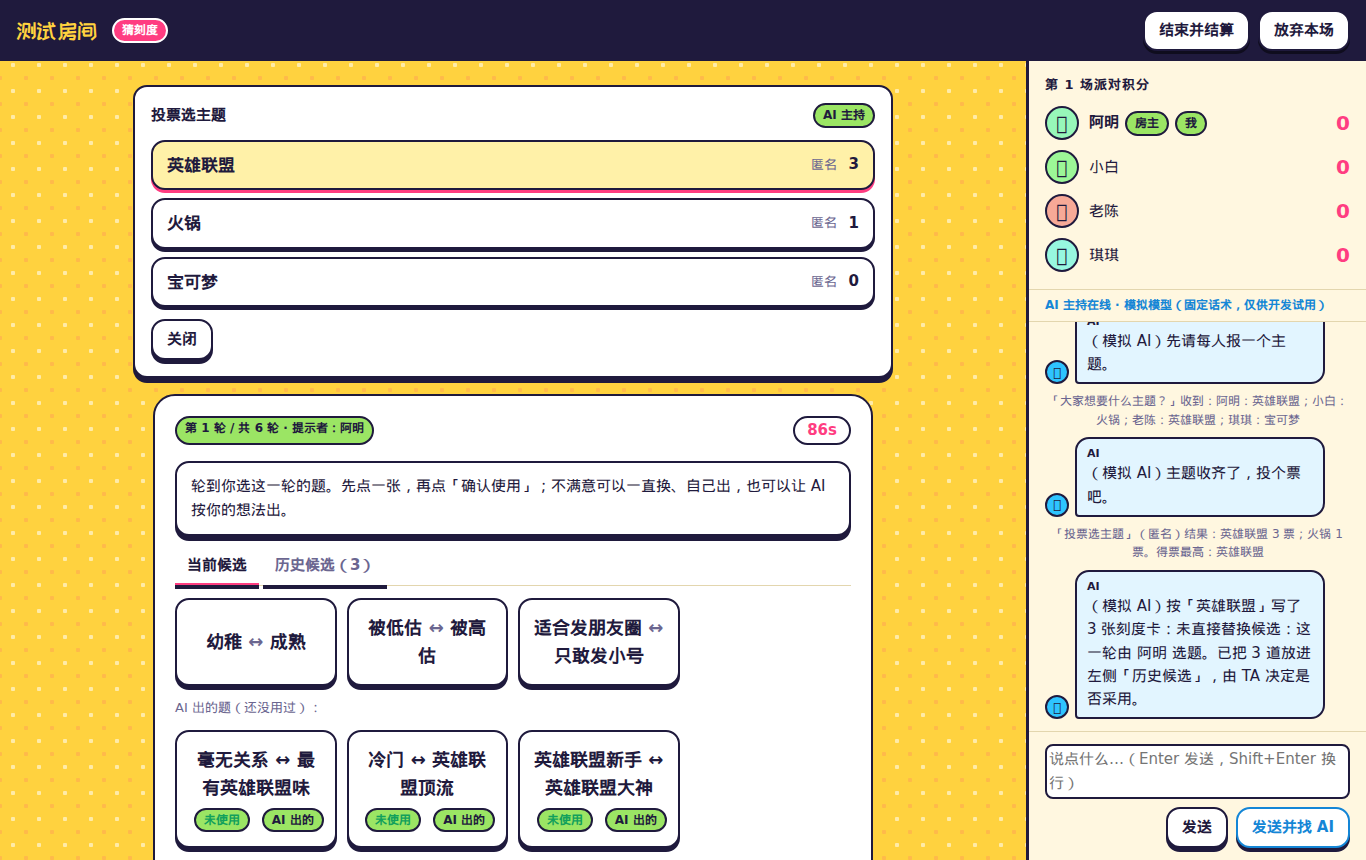 测试房间
猜刻度
结束并结算
放弃本场
投票选主题
AI 主持
英雄联盟
匿名 3
火锅
匿名 1
宝可梦
匿名 0
关闭
第 1 轮 / 共 6 轮 · 提示者：阿明
86s
轮到你选这一轮的题。先点一张，再点「确认使用」；不满意可以一直换、自己出，也可以让 AI
按你的想法出。
当前候选
历史候选（3）
幼稚 ↔ 成熟
被低估 ↔ 被高
估
适合发朋友圈 ↔
只敢发小号
AI 出的题（还没用过）：
毫无关系 ↔ 最
有英雄联盟味
未使用
AI 出的
冷门 ↔ 英雄联
盟顶流
未使用
AI 出的
英雄联盟新手 ↔
英雄联盟大神
未使用
AI 出的
第 1 场派对积分
阿明 房主 我 0
小白 0
老陈 0
琪琪 0
AI 主持在线 · 模拟模型（固定话术，仅供开发试用）
AI
（模拟 AI）先请每人报一个主
题。
「大家想要什么主题？」收到：阿明：英雄联盟；小白：
火锅；老陈：英雄联盟；琪琪：宝可梦
AI
（模拟 AI）主题收齐了，投个票
吧。
「投票选主题」（匿名）结果：英雄联盟 3 票；火锅 1
票。得票最高：英雄联盟
AI
（模拟 AI）按「英雄联盟」写了
3 张刻度卡：未直接替换候选：这
一轮由 阿明 选题。已把 3 道放进
左侧「历史候选」，由 TA 决定是
否采用。
说点什么…（Enter 发送，Shift+Enter 换
行）
发送
发送并找 AI